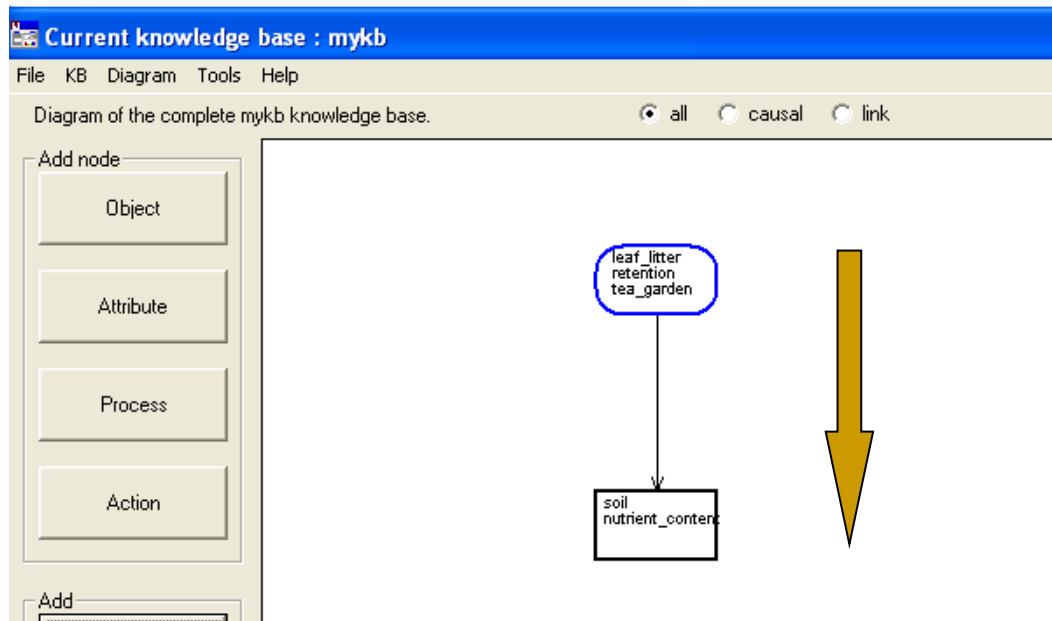 Current knowledge base : mykb
File KB Diagram Tools Help
Diagram of the complete mykb knowledge base.
all causal link
Add node
Object
Attribute
Process
Action
Add
leaf_litter
retention
tea_garden
soil
nutrient_content